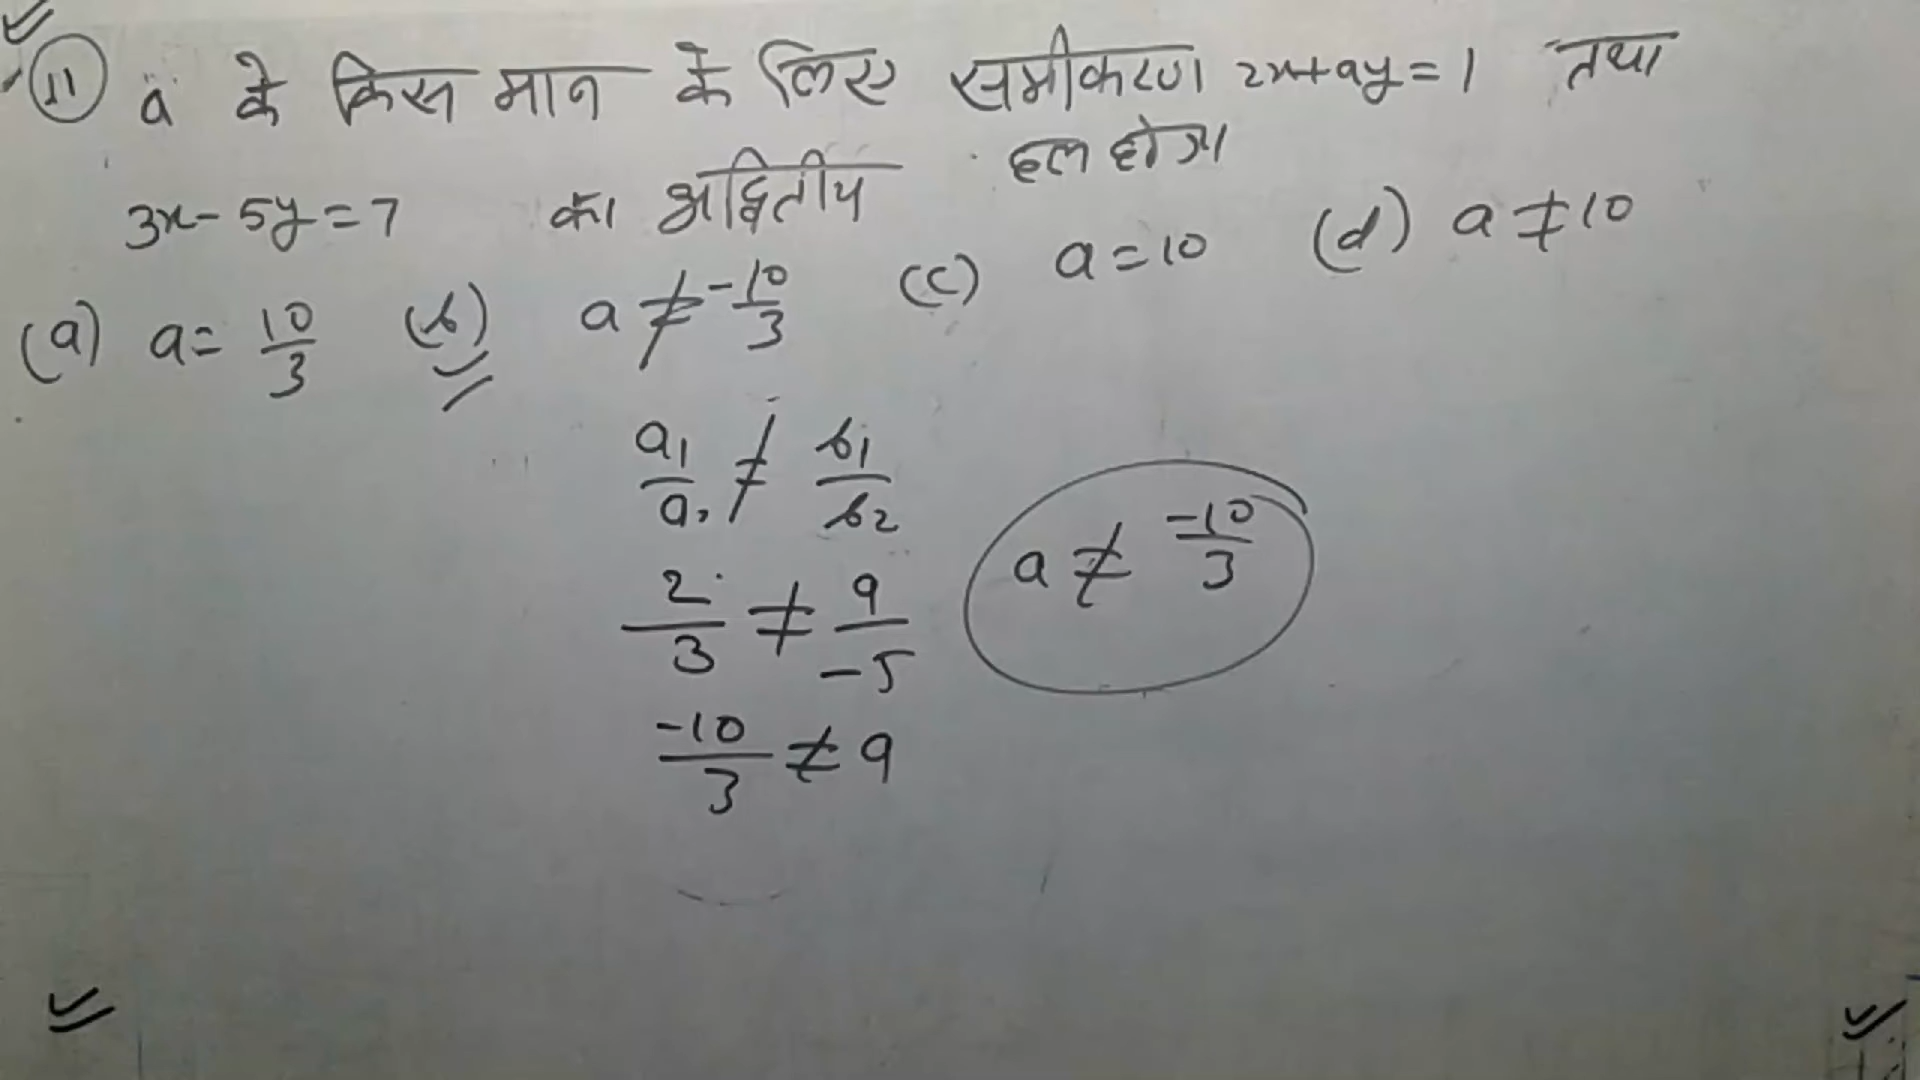 11 a के किस मान के लिए समीकरण 2x+ay=1 तथा
3x-5y=7 का अद्वितीय हल होगा
(a) a=10/3 (b) a≠-10/3 (c) a=10 (d) a≠10
a₁/a₂ ≠ b₁/b₂
2/3 ≠ a/-5
-10/3 ≠ a
a ≠ -10/3